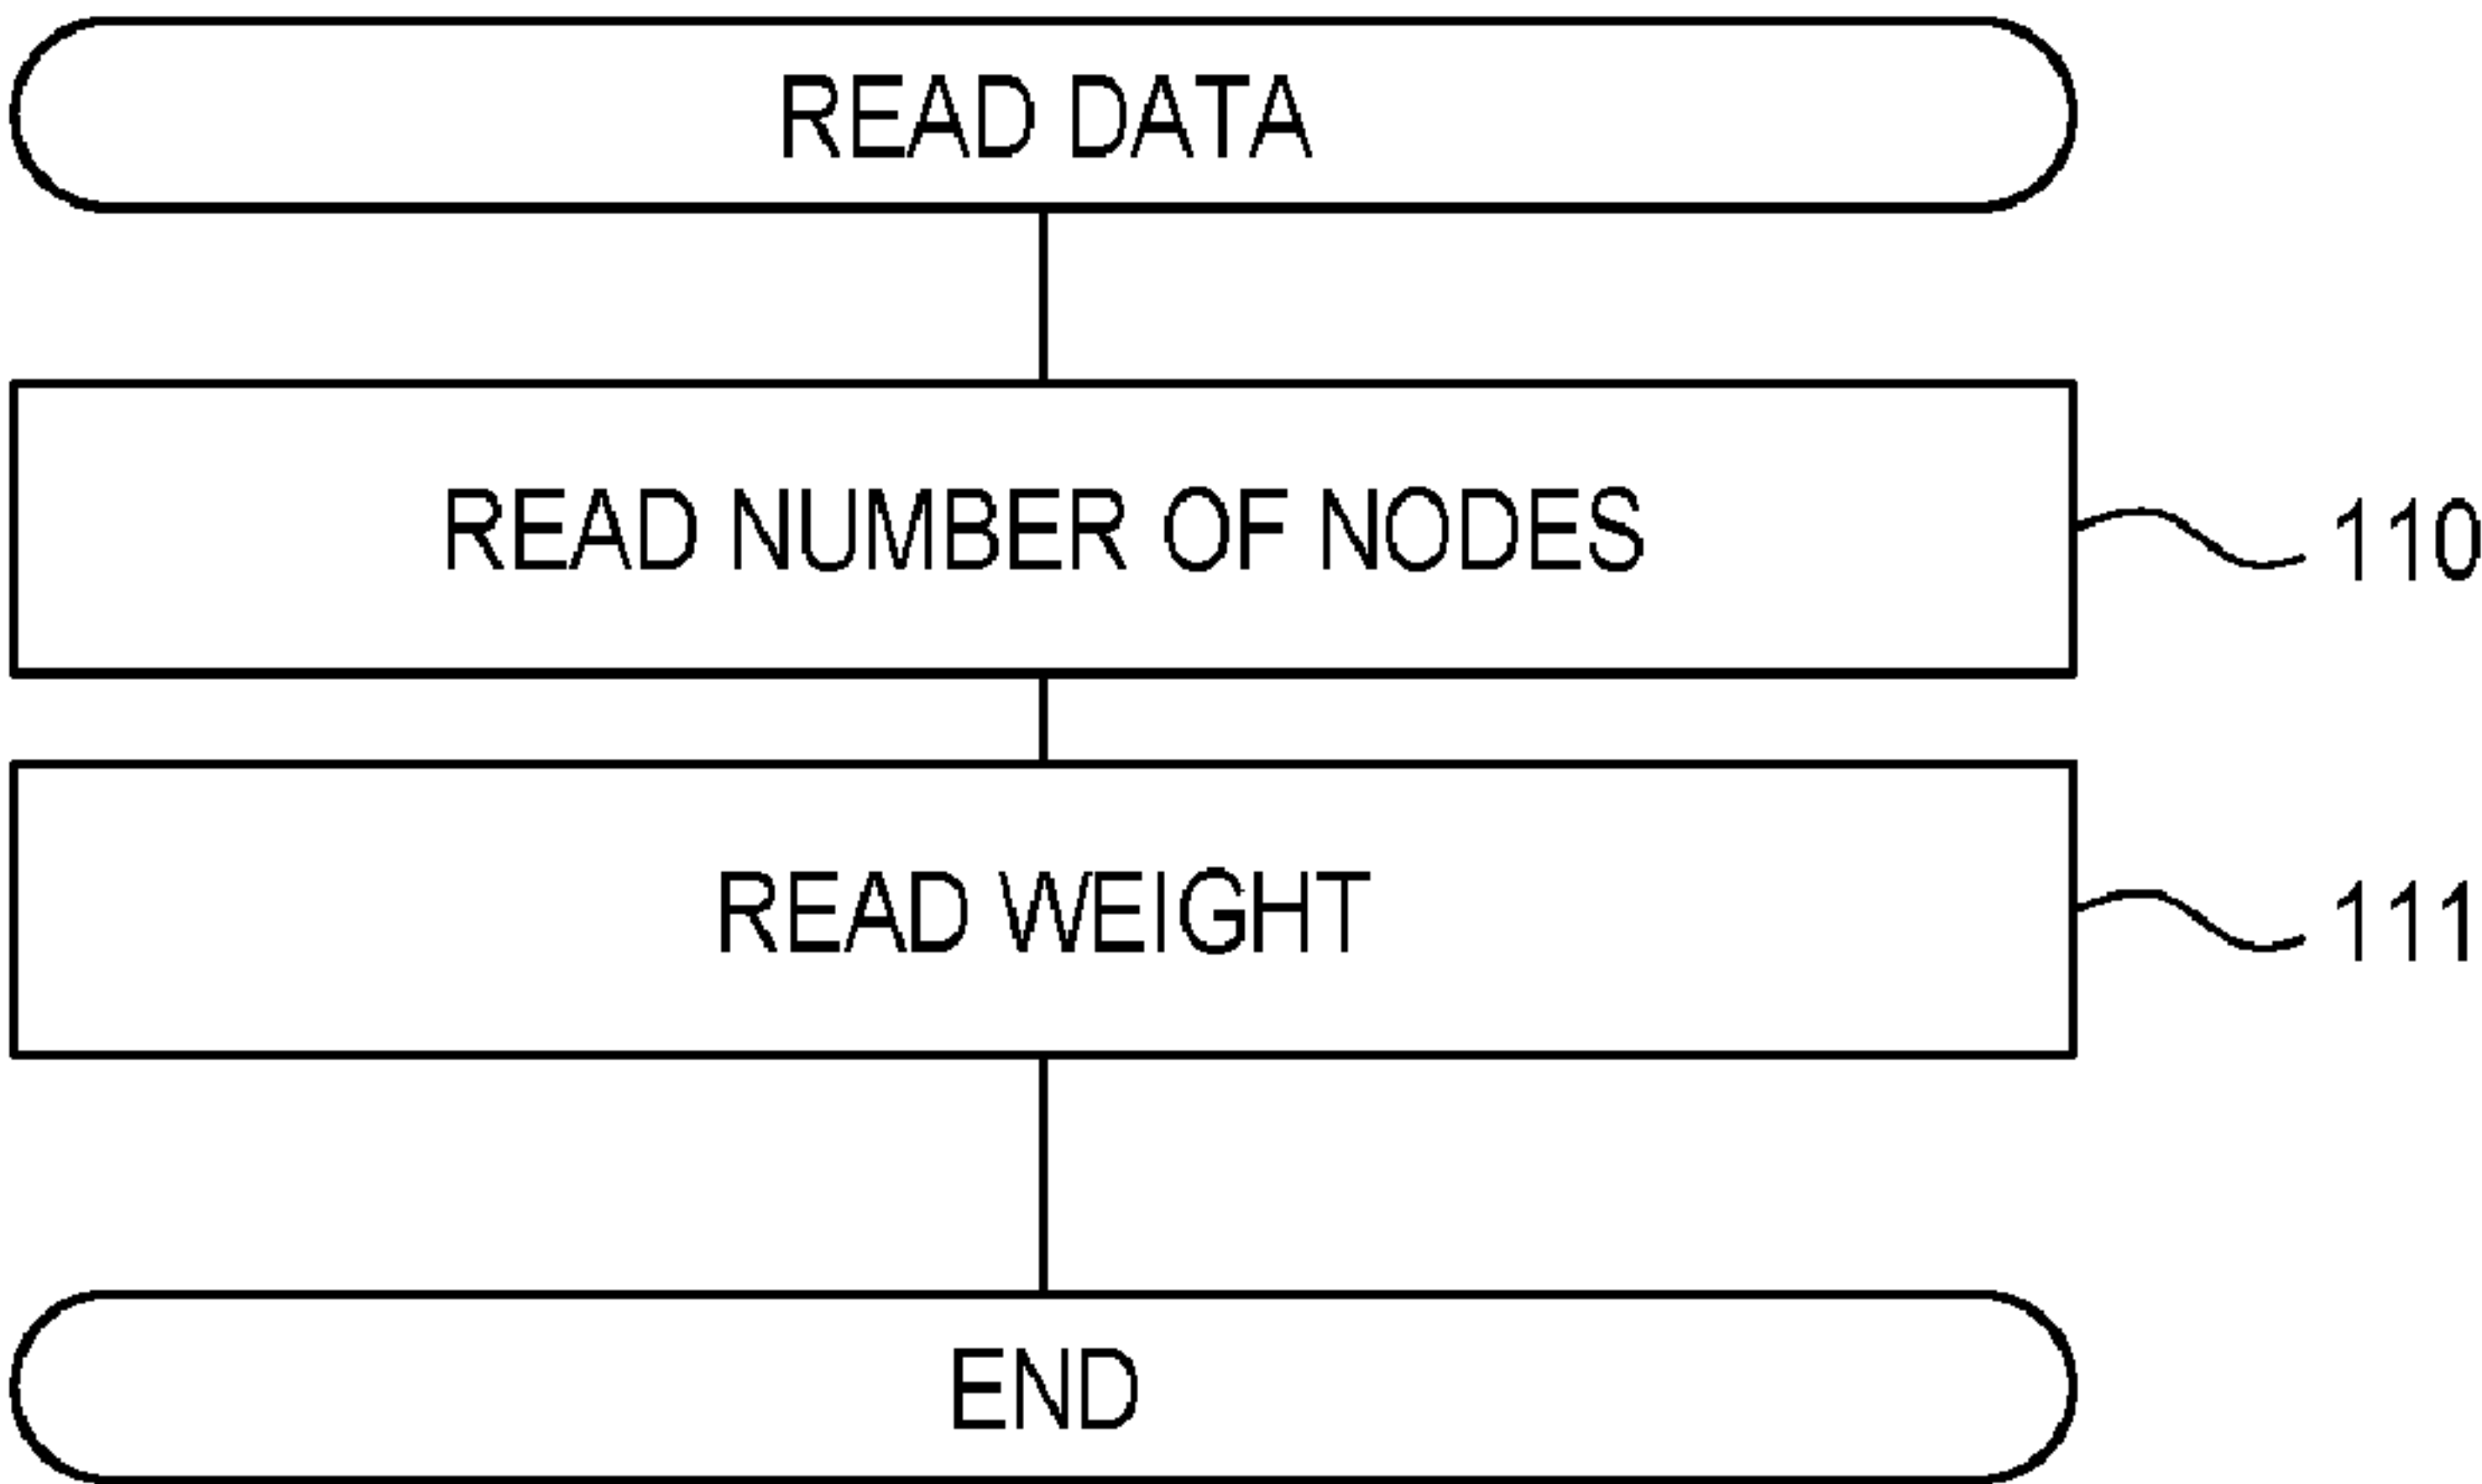 READ DATA
READ NUMBER OF NODES
110
READ WEIGHT
111
END